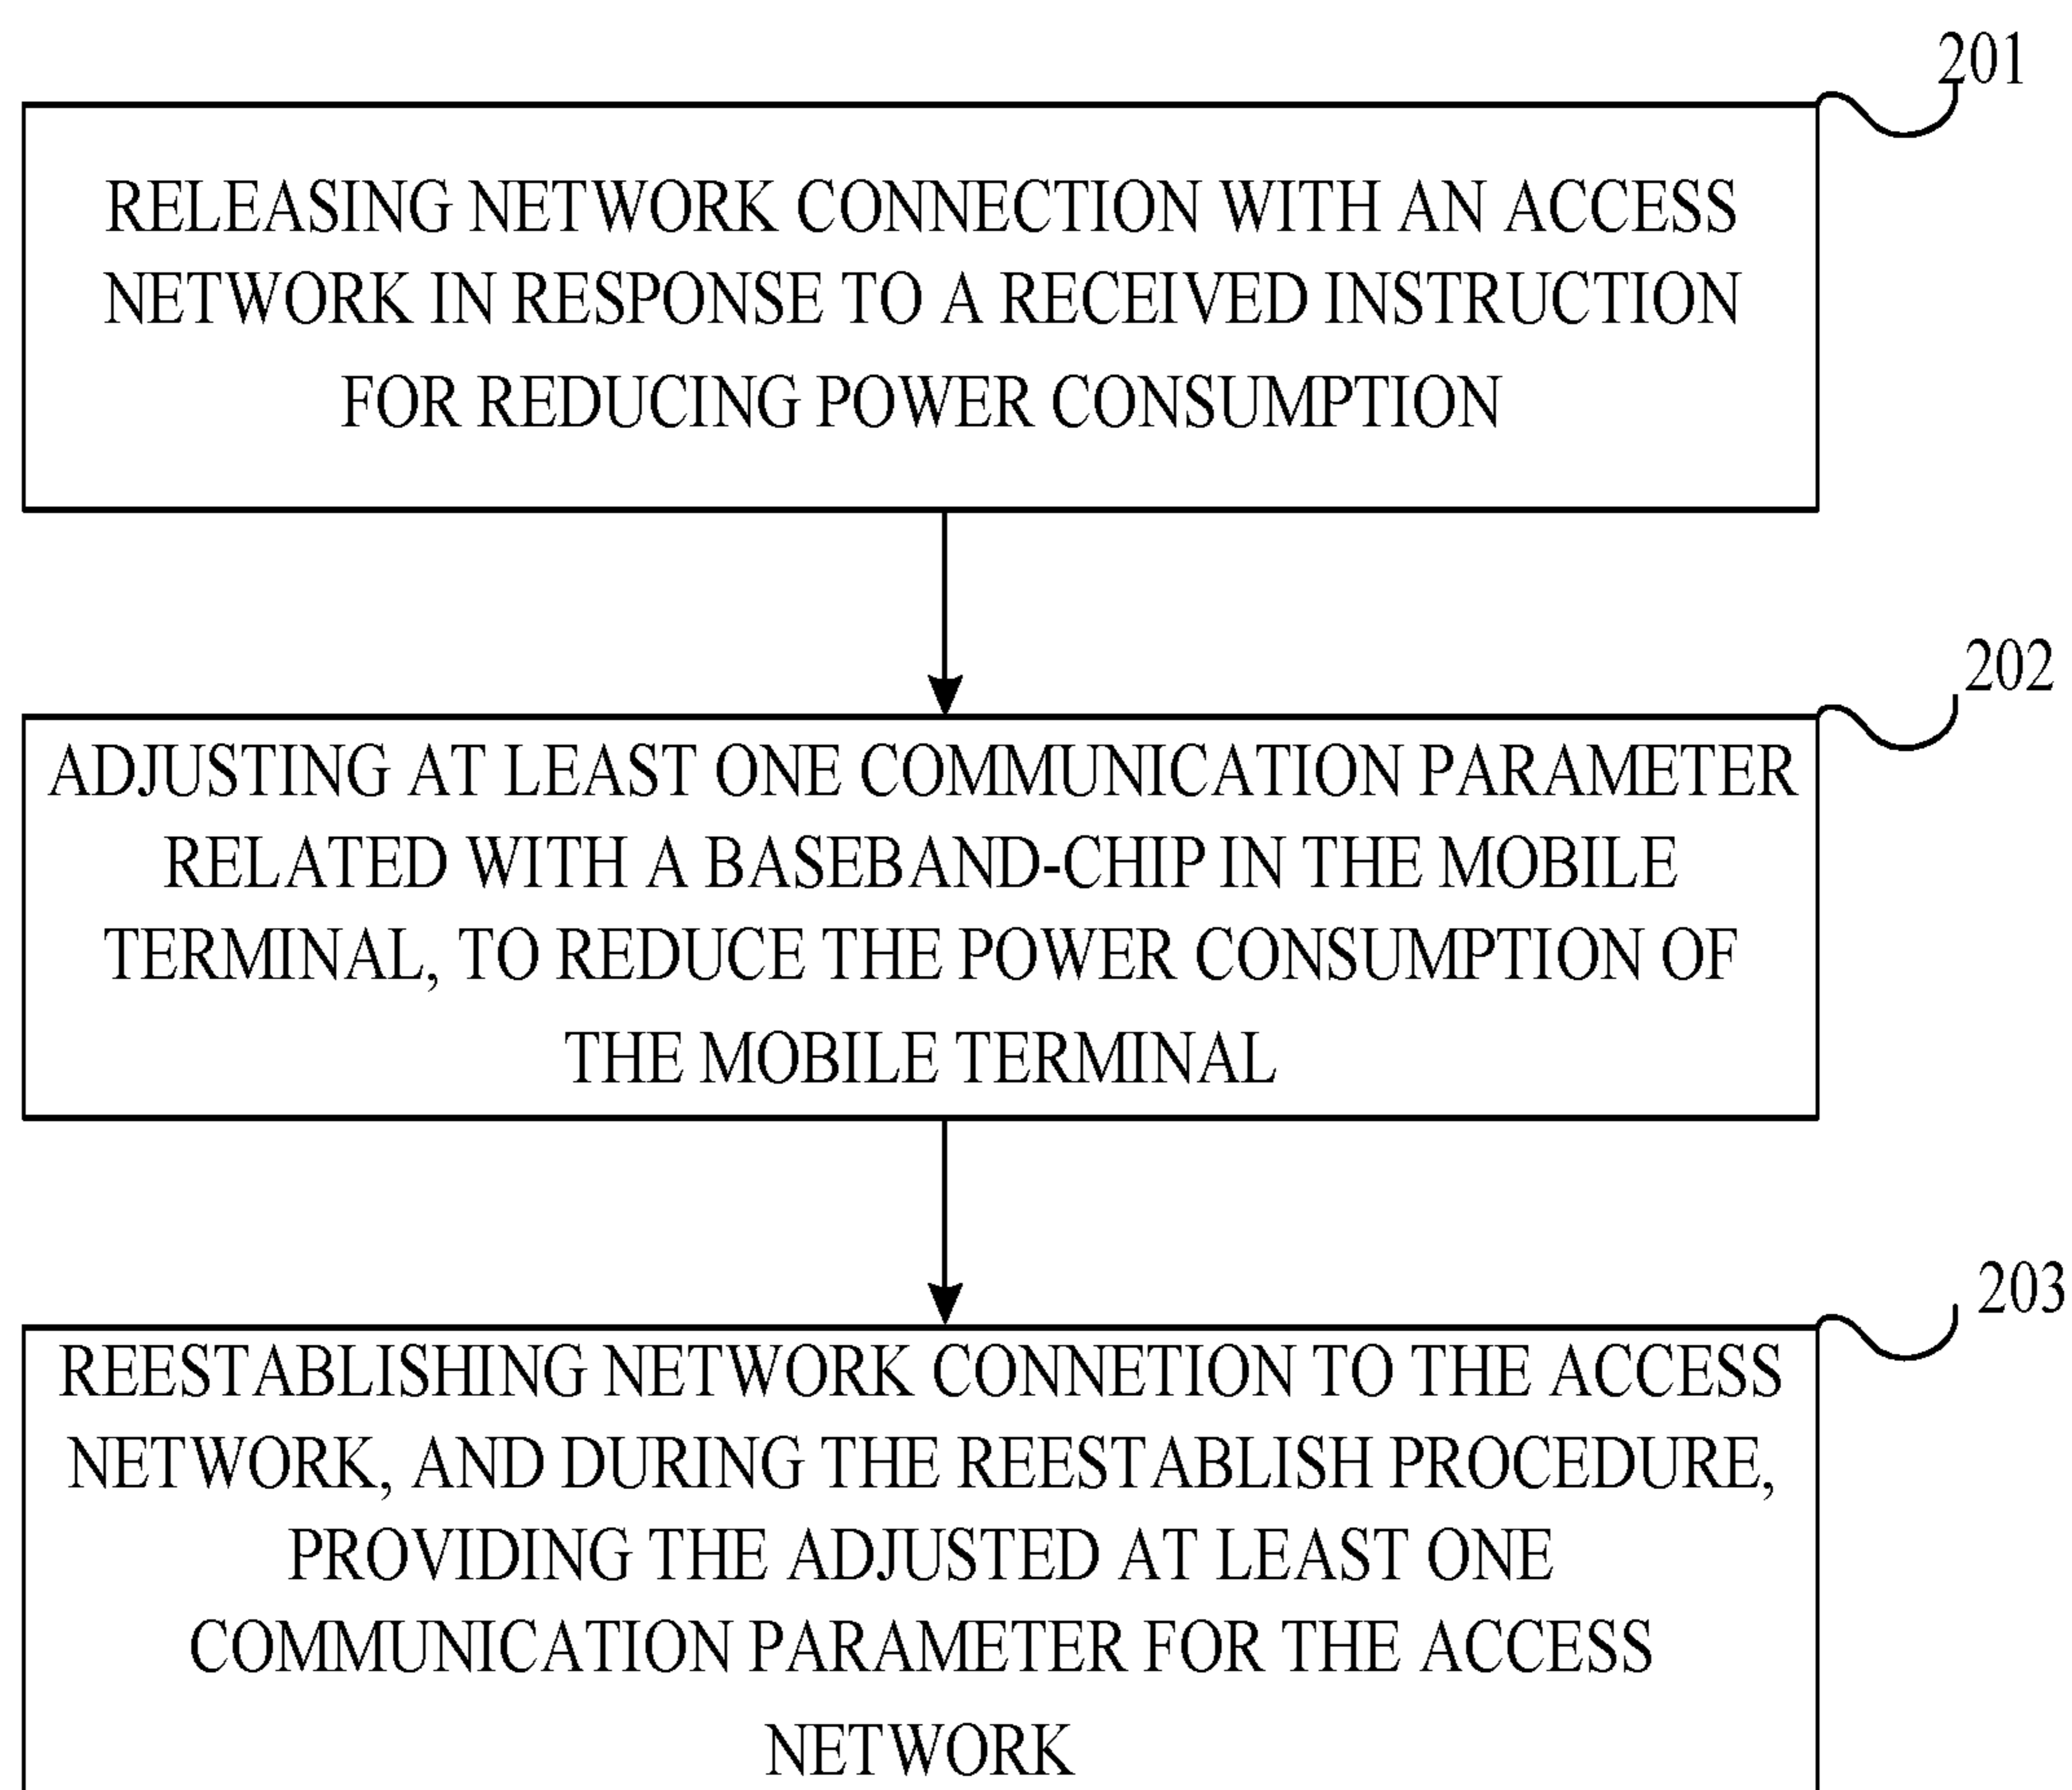 201
RELEASING NETWORK CONNECTION WITH AN ACCESS
NETWORK IN RESPONSE TO A RECEIVED INSTRUCTION
FOR REDUCING POWER CONSUMPTION
202
ADJUSTING AT LEAST ONE COMMUNICATION PARAMETER
RELATED WITH A BASEBAND-CHIP IN THE MOBILE
TERMINAL, TO REDUCE THE POWER CONSUMPTION OF
THE MOBILE TERMINAL
203
REESTABLISHING NETWORK CONNETION TO THE ACCESS
NETWORK, AND DURING THE REESTABLISH PROCEDURE,
PROVIDING THE ADJUSTED AT LEAST ONE
COMMUNICATION PARAMETER FOR THE ACCESS
NETWORK